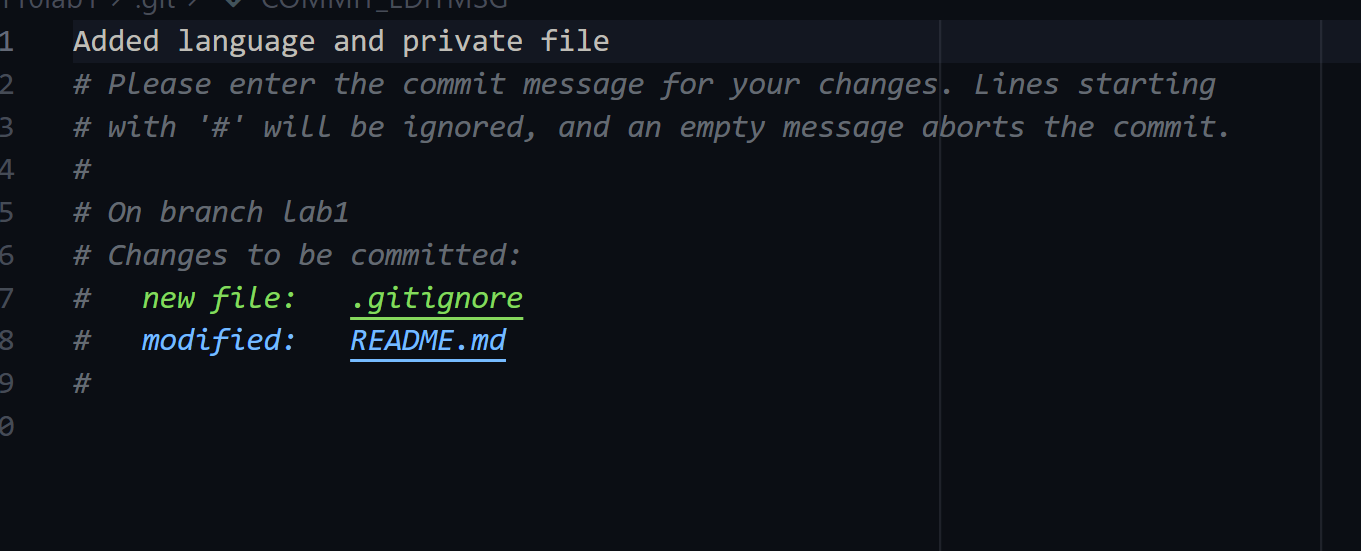 .git > COMMIT_EDITMSG
1 Added language and private file
2 # Please enter the commit message for your changes. Lines starting
3 # with '#' will be ignored, and an empty message aborts the commit.
4 #
5 # On branch lab1
6 # Changes to be committed:
7 #   new file:   .gitignore
8 #   modified:   README.md
9 #
0